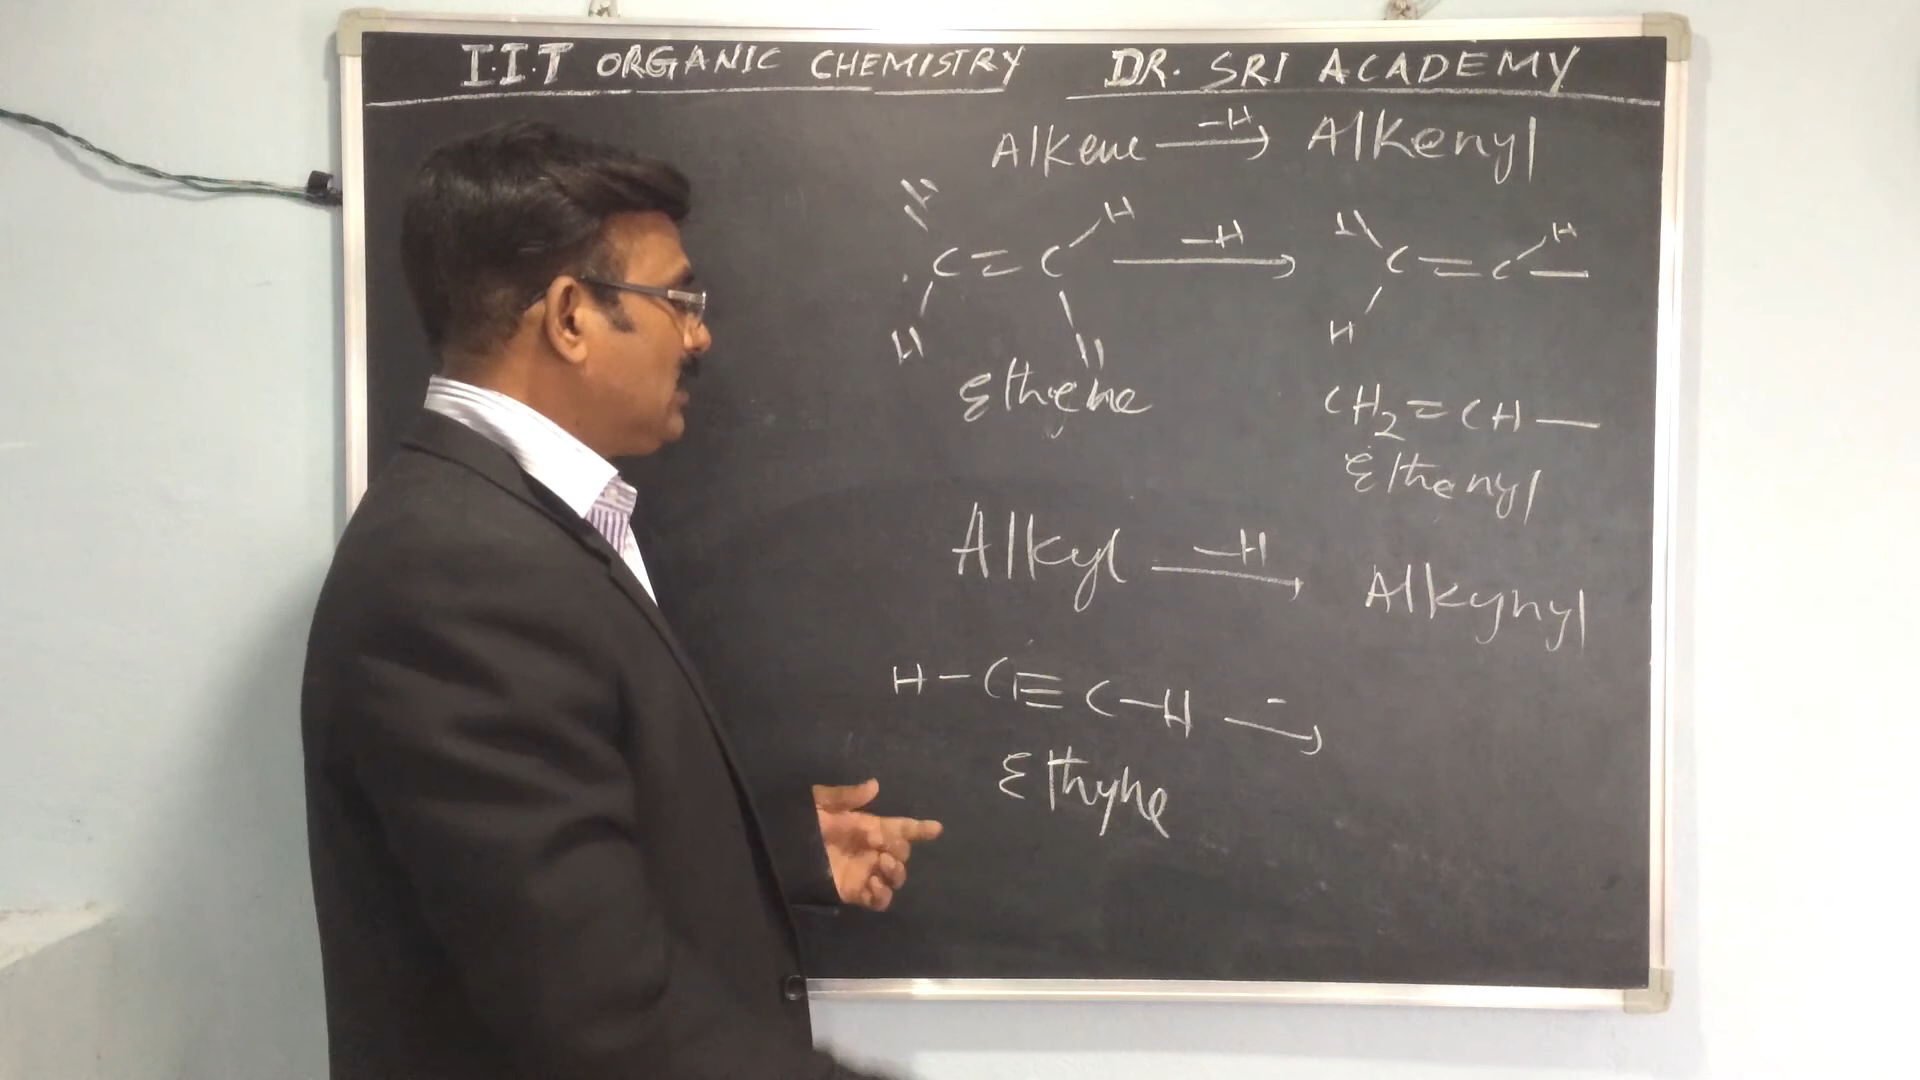 I.I.T ORGANIC CHEMISTRY DR. SRI ACADEMY
Alkene —H→ Alkenyl
H H H H
C = C —H→ C = C —
H H H
Ethene CH2 = CH —
Ethenyl
Alkyl —H→ Alkynyl
H - C ≡ C - H - →
Ethyne